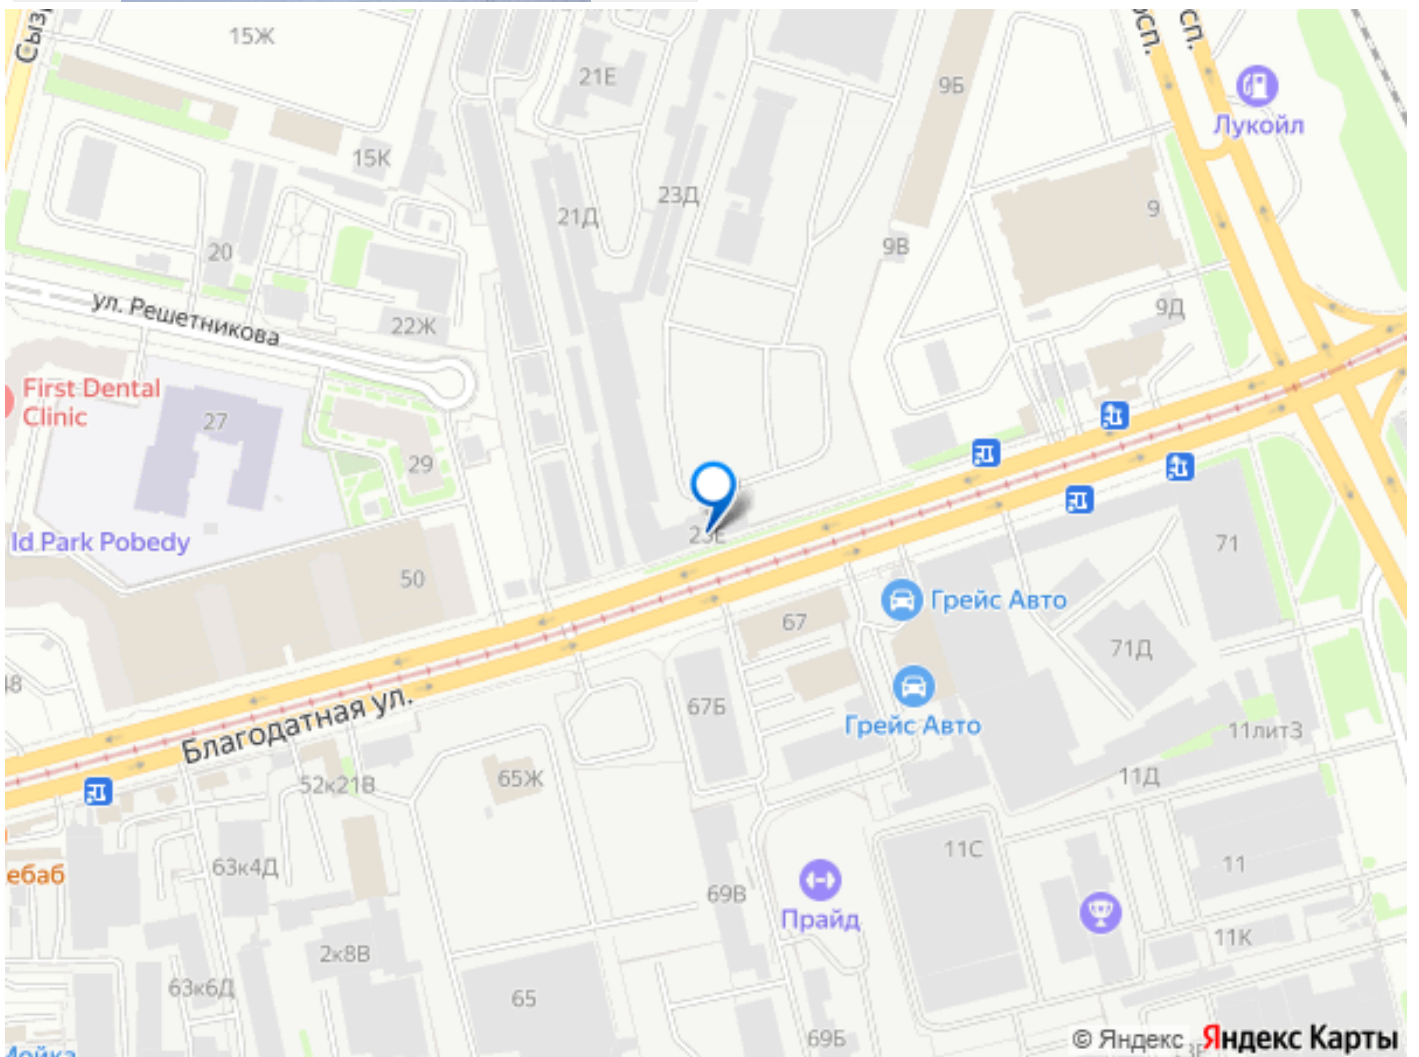 15Ж
21Е
9Б
Лукойл
15К
23Д
21Д
9
20
9В
ул. Решетникова
22Ж
9Д
First Dental
Clinic
27
29
ld Park Pobedy
50
71
67
Грейс Авто
71Д
67Б
Грейс Авто
Благодатная ул.
11лит3
52к21В
65Ж
11Д
11С
11
63к4Д
69В
Прайд
11К
2к8В
63к6Д
65
69Б
© Яндекс Яндекс Карты